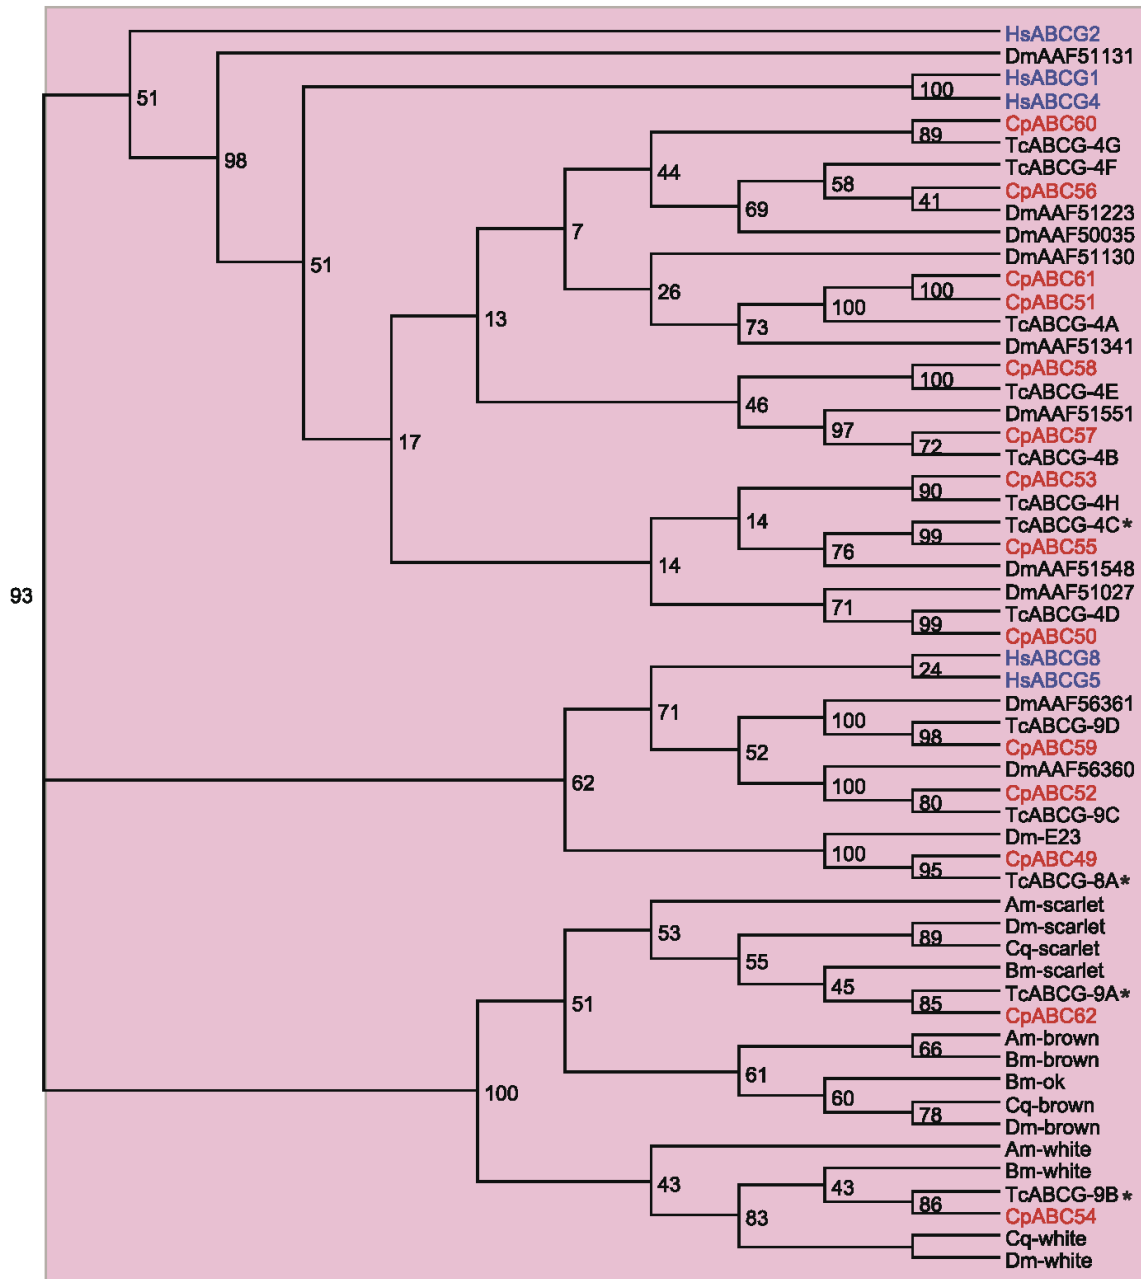 HsABCG2
DmAAF51131
51
HsABCG1
100
HsABCG4
98
CpABC60
89
TcABCG-4G
44
TcABCG-4F
58
CpABC56
41
69
DmAAF51223
7
DmAAF50035
DmAAF51130
51
CpABC61
26
100
100
CpABC51
13
73
TcABCG-4A
DmAAF51341
CpABC58
100
46
TcABCG-4E
DmAAF51551
97
CpABC57
17
72
TcABCG-4B
CpABC53
90
TcABCG-4H
14
TcABCG-4C*
99
76
CpABC55
14
DmAAF51548
DmAAF51027
93
71
TcABCG-4D
99
CpABC50
HsABCG8
24
HsABCG5
71
DmAAF56361
100
TcABCG-9D
98
52
CpABC59
62
DmAAF56360
100
CpABC52
80
TcABCG-9C
Dm-E23
100
CpABC49
95
TcABCG-8A*
Am-scarlet
53
Dm-scarlet
89
Cq-scarlet
55
Bm-scarlet
45
TcABCG-9A*
51
85
CpABC62
Am-brown
66
Bm-brown
61
Bm-ok
100
60
Cq-brown
78
Dm-brown
Am-white
43
Bm-white
43
TcABCG-9B*
86
83
CpABC54
Cq-white
Dm-white